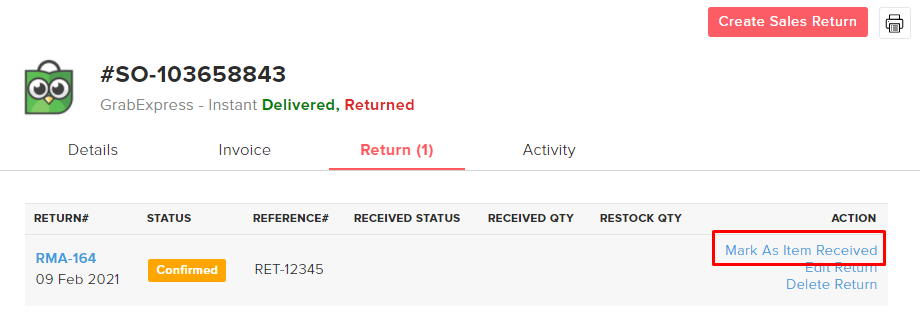 Create Sales Return
#SO-103658843
GrabExpress - Instant Delivered, Returned
Details Invoice Return (1) Activity
RETURN# STATUS REFERENCE# RECEIVED STATUS RECEIVED QTY RESTOCK QTY ACTION
RMA-164
09 Feb 2021
Confirmed
RET-12345
Mark As Item Received
Edit Return
Delete Return